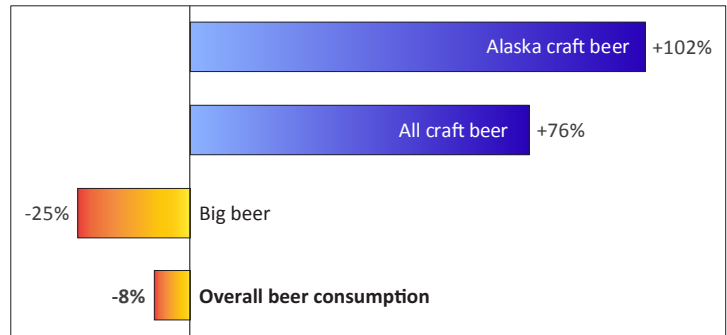 Alaska craft beer +102%
All craft beer +76%
-25% Big beer
-8% Overall beer consumption